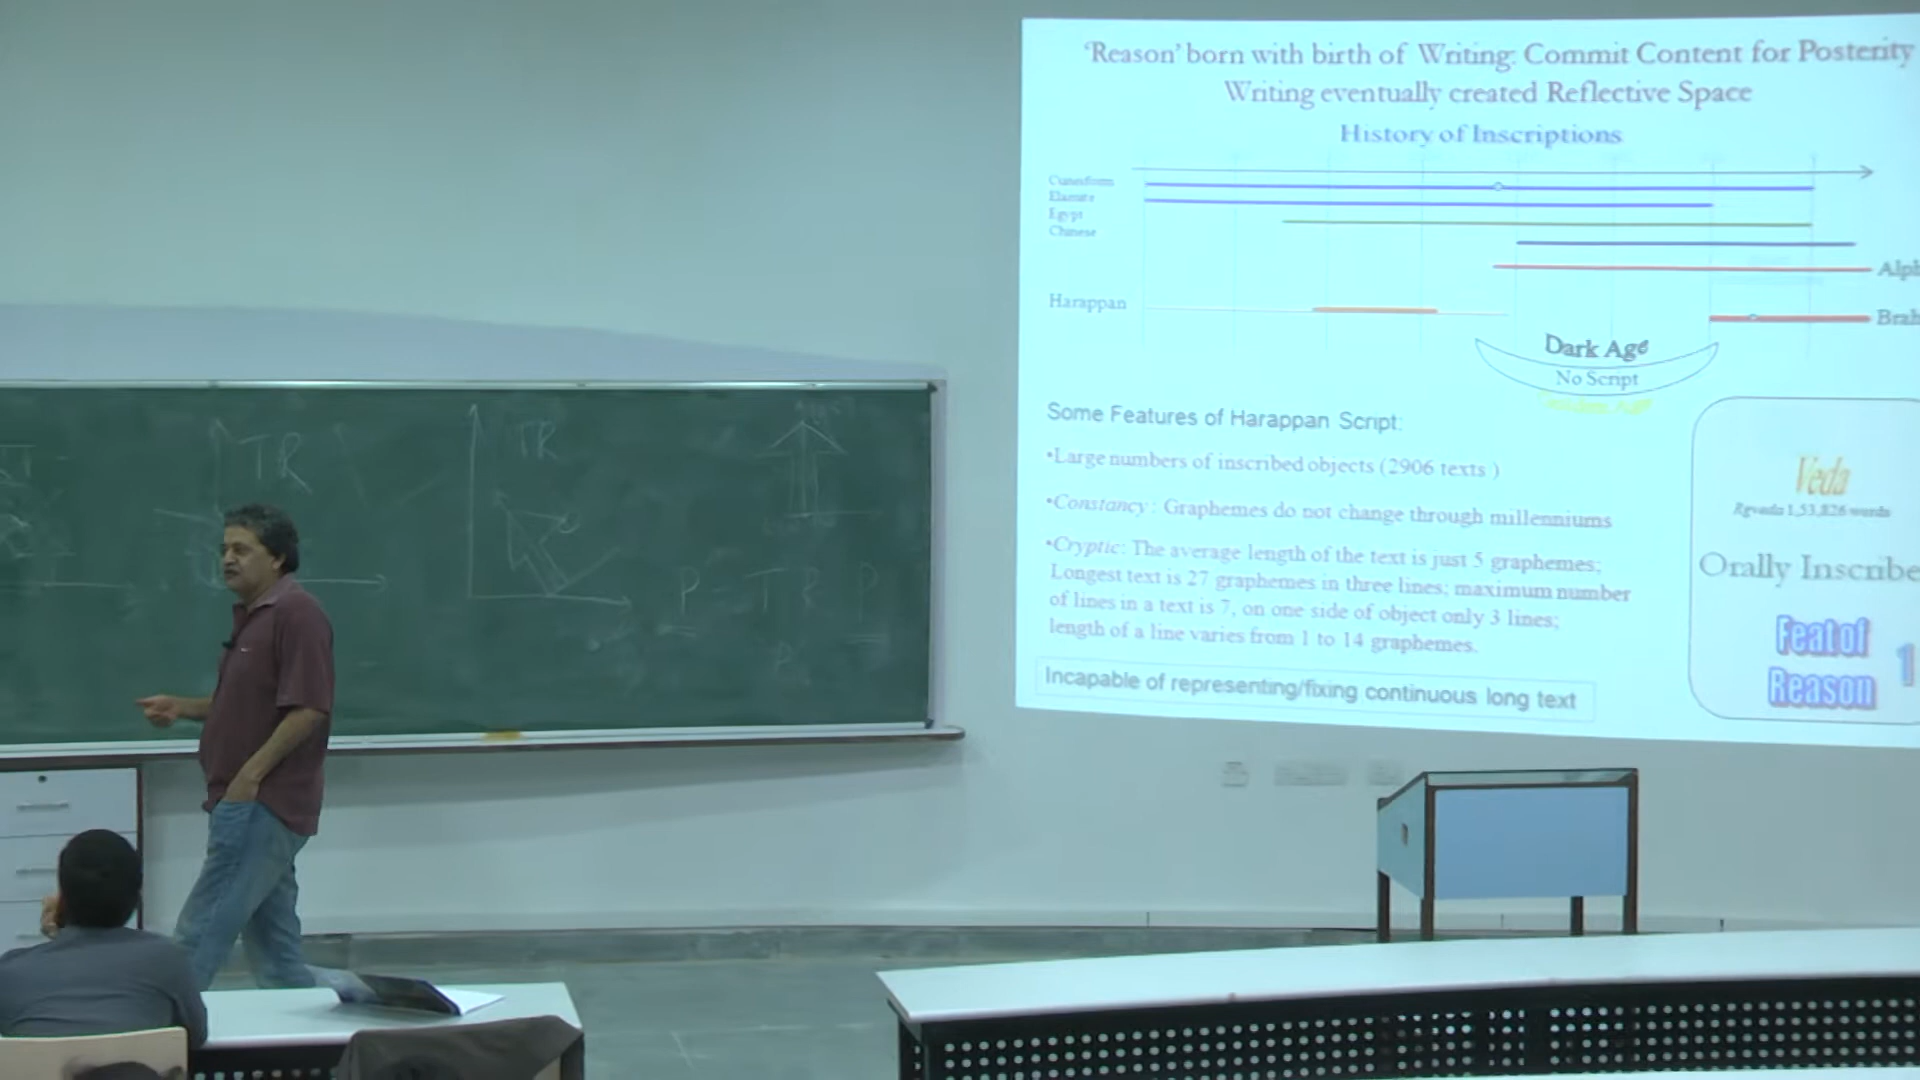 'Reason' born with birth of Writing: Commit Content for Posterity
Writing eventually created Reflective Space
History of Inscriptions
Cuneiform
Elamite
Egypt
Chinese
Alph
Harappan
Brah
Dark Age
No Script
Some Features of Harappan Script:
•Large numbers of inscribed objects (2906 texts )
•Constancy: Graphemes do not change through millenniums
•Cryptic: The average length of the text is just 5 graphemes;
Longest text is 27 graphemes in three lines; maximum number
of lines in a text is 7, on one side of object only 3 lines;
length of a line varies from 1 to 14 graphemes.
Incapable of representing/fixing continuous long text
Veda
Rgveda 1,53,826 words
Orally Inscribe
Feat of
Reason
1
TR
TR
P TR P